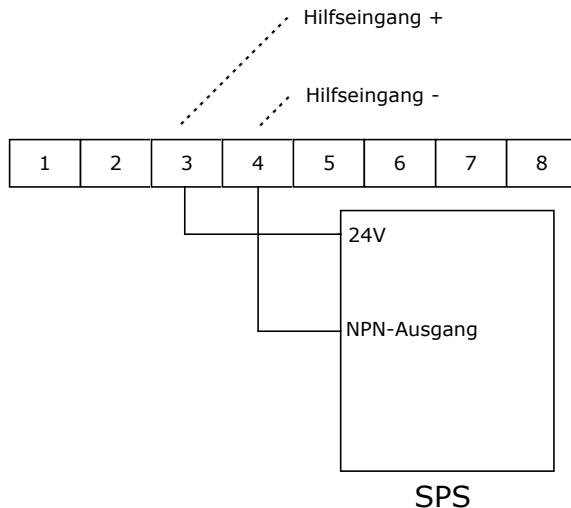 Hilfseingang +
Hilfseingang -
1 2 3 4 5 6 7 8
24V
NPN-Ausgang
SPS